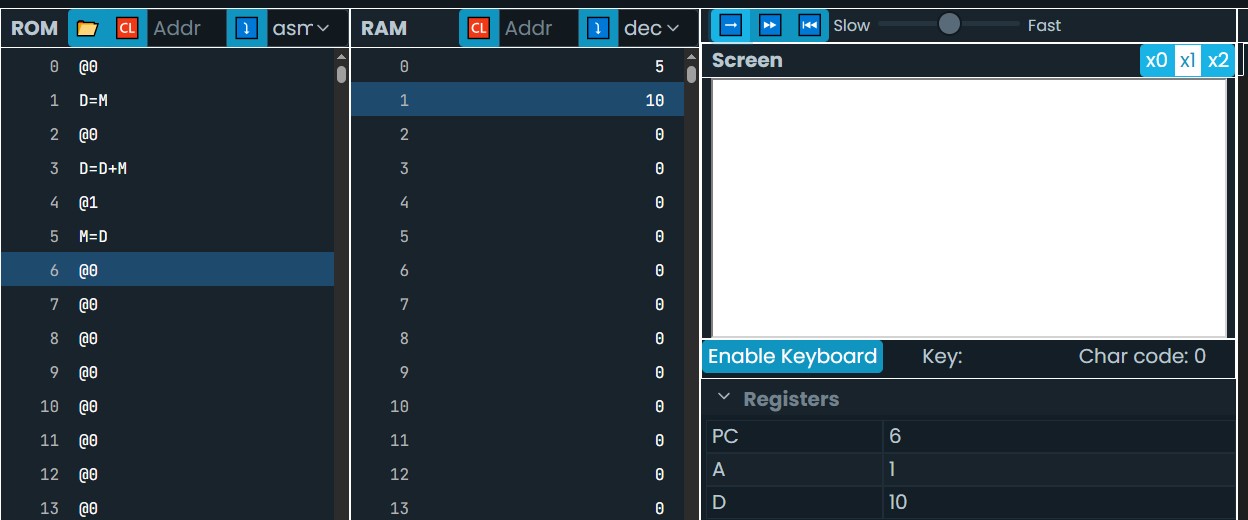 ROM CL Addr asm
0 @0
1 D=M
2 @0
3 D=D+M
4 @1
5 M=D
6 @0
7 @0
8 @0
9 @0
10 @0
11 @0
12 @0
13 @0
RAM CL Addr dec
0 5
1 10
2 0
3 0
4 0
5 0
6 0
7 0
8 0
9 0
10 0
11 0
12 0
13 0
Slow Fast
Screen x0 x1 x2
Enable Keyboard Key: Char code: 0
Registers
PC 6
A 1
D 10